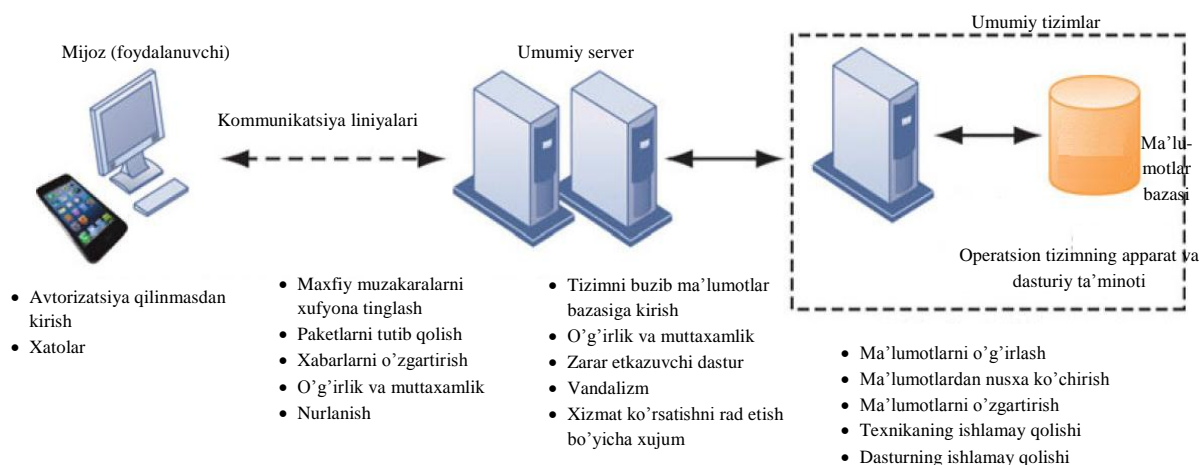 Umumiy tizimlar
Mijoz (foydalanuvchi)
Umumiy server
Kommunikatsiya liniyalari
Ma’lu-
motlar
bazasi
Operatsion tizimning apparat va
dasturiy ta’minoti
• Avtorizatsiya qilinmasdan
kirish
• Xatolar
• Maxfiy muzakaralarni
xufyona tinglash
• Paketlarni tutib qolish
• Xabarlarni o’zgartirish
• O’g’irlik va muttaxamlik
• Nurlanish
• Tizimni buzib ma’lumotlar
bazasiga kirish
• O’g’irlik va muttaxamlik
• Zarar etkazuvchi dastur
• Vandalizm
• Xizmat ko’rsatishni rad etish
bo’yicha xujum
• Ma’lumotlarni o’g’irlash
• Ma’lumotlardan nusxa ko’chirish
• Ma’lumotlarni o’zgartirish
• Texnikaning ishlamay qolishi
• Dasturning ishlamay qolishi